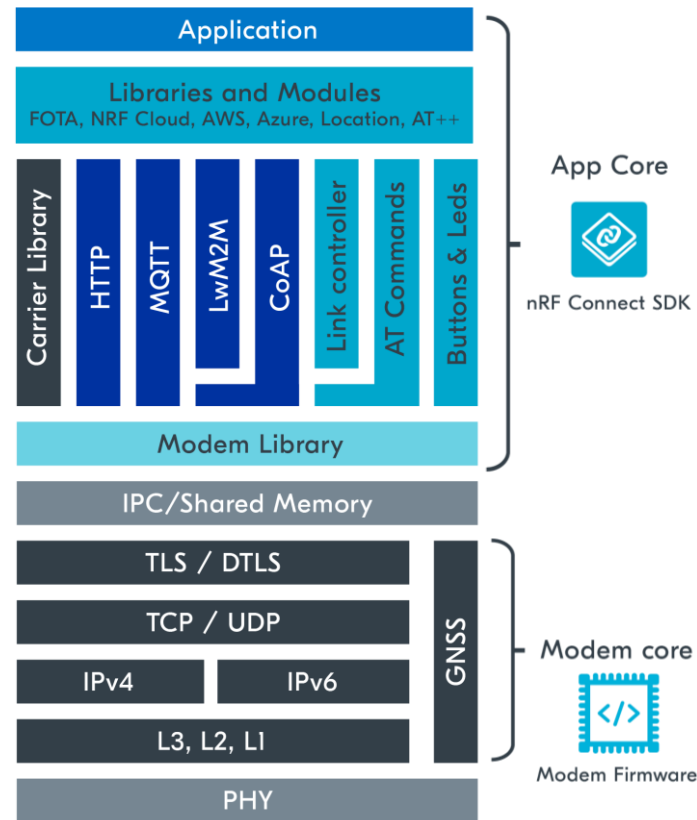 Application
Libraries and Modules
FOTA, NRF Cloud, AWS, Azure, Location, AT++
Carrier Library
HTTP
MQTT
LwM2M
CoAP
Link controller
AT Commands
Buttons & Leds
Modem Library
App Core
nRF Connect SDK
IPC/Shared Memory
TLS / DTLS
TCP / UDP
IPv4
IPv6
L3, L2, L1
GNSS
Modem core
</>
Modem Firmware
PHY